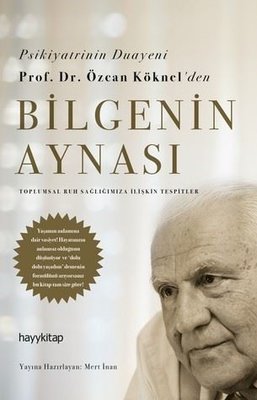 Psikiyatrinin Duayeni
Prof. Dr. Özcan Köknel'den
BİLGENİN
AYNASI
TOPLUMSAL RUH SAĞLIĞIMIZA İLİŞKİN TESPİTLER
Yaşamın anlamına
dair vasiyet! Hayatınızın
anlamsız olduğunu
düşünüyor ve 'dolu
dolu yaşadım' demenin
formülünü arıyorsanız
bu kitap tam size göre!
hayykitap
Yayına Hazırlayan: Mert İnan